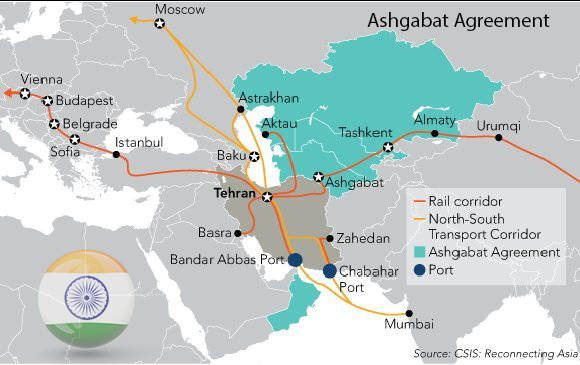 Moscow
Ashgabat Agreement
Vienna
Budapest
Belgrade
Sofia
Istanbul
Astrakhan
Aktau
Baku
Tehran
Tashkent
Almaty
Urumqi
Ashgabat
Basra
Zahedan
Bandar Abbas Port
Chabahar
Port
Mumbai
Rail corridor
North-South
Transport Corridor
Ashgabat Agreement
Port
Source: CSIS: Reconnecting Asia